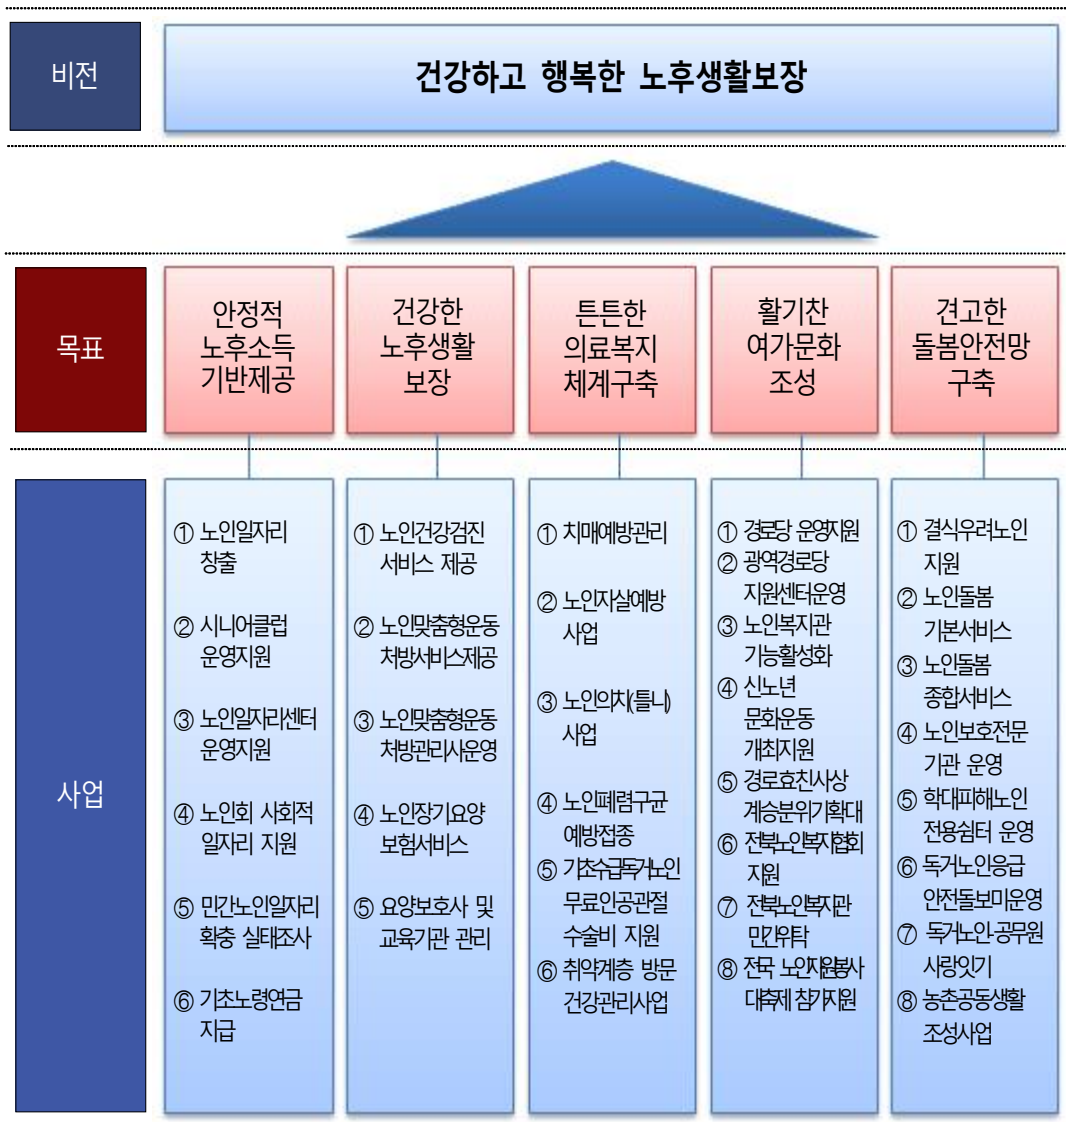 비전
건강하고 행복한 노후생활보장
목표
안정적
노후소득
기반제공
건강한
노후생활
보장
튼튼한
의료복지
체계구축
활기찬
여가문화
조성
견고한
돌봄안전망
구축
사업
① 노인일자리
창출
② 시니어클럽
운영지원
③ 노인일자리센터
운영지원
④ 노인회 사회적
일자리 지원
⑤ 민간노인일자리
확충 실태조사
⑥ 기초노령연금
지급
① 노인건강검진
서비스 제공
② 노인맞춤형운동
처방서비스제공
③ 노인맞춤형운동
처방관리사운영
④ 노인장기요양
보험서비스
⑤ 요양보호사 및
교육기관 관리
① 치매예방관리
② 노인자살예방
사업
③ 노인의치(틀니)
사업
④ 노인폐렴구균
예방접종
⑤ 기초수급독거노인
무료인공관절
수술비 지원
⑥ 취약계층 방문
건강관리사업
① 경로당 운영지원
② 광역경로당
지원센터운영
③ 노인복지관
기능활성화
④ 신노년
문화운동
개최지원
⑤ 경로효친사상
계승분위기확대
⑥ 전북노인복지협회
지원
⑦ 전북노인복지관
민간위탁
⑧ 전국 노인자원봉사
대축제 참가지원
① 결식우려노인
지원
② 노인돌봄
기본서비스
③ 노인돌봄
종합서비스
④ 노인보호전문
기관 운영
⑤ 학대피해노인
전용쉼터 운영
⑥ 독거노인응급
안전돌보미운영
⑦ 독거노인-공무원
사랑잇기
⑧ 농촌공동생활
조성사업